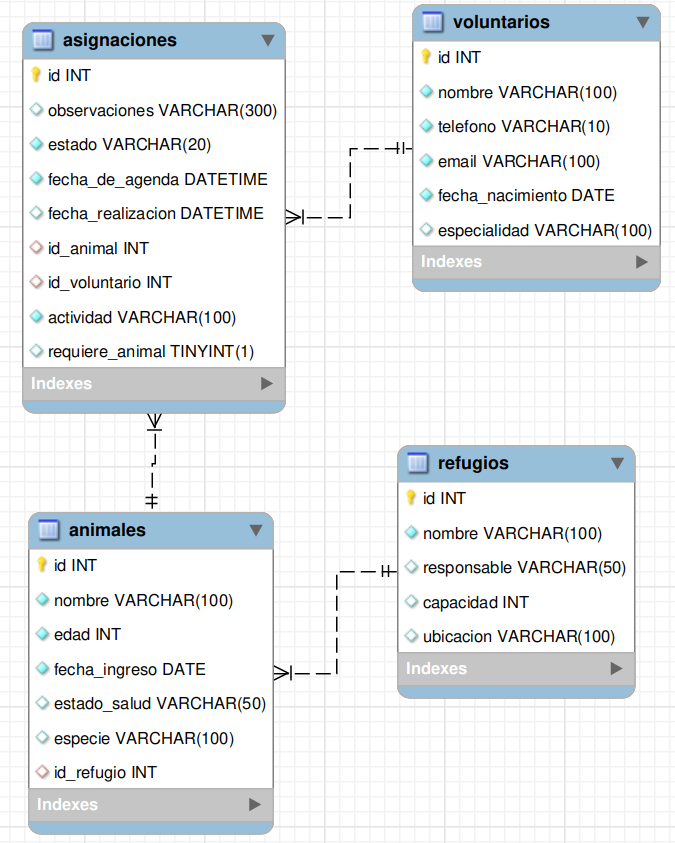 asignaciones
id INT
observaciones VARCHAR(300)
estado VARCHAR(20)
fecha_de_agenda DATETIME
fecha_realizacion DATETIME
id_animal INT
id_voluntario INT
actividad VARCHAR(100)
requiere_animal TINYINT(1)
Indexes
voluntarios
id INT
nombre VARCHAR(100)
telefono VARCHAR(10)
email VARCHAR(100)
fecha_nacimiento DATE
especialidad VARCHAR(100)
Indexes
animales
id INT
nombre VARCHAR(100)
edad INT
fecha_ingreso DATE
estado_salud VARCHAR(50)
especie VARCHAR(100)
id_refugio INT
Indexes
refugios
id INT
nombre VARCHAR(100)
responsable VARCHAR(50)
capacidad INT
ubicacion VARCHAR(100)
Indexes